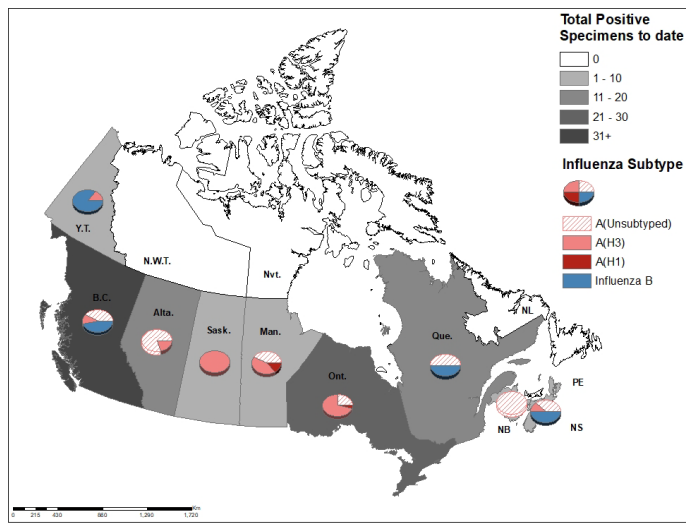 Total Positive
Specimens to date
0
1 - 10
11 - 20
21 - 30
31+
Influenza Subtype
A(Unsubtyped)
A(H3)
A(H1)
Influenza B
Y.T.
N.W.T.
Nvt.
B.C.
Alta.
Sask.
Man.
Ont.
Que.
NL
PE
NB
NS
Km
0 215 430 860 1,290 1,720